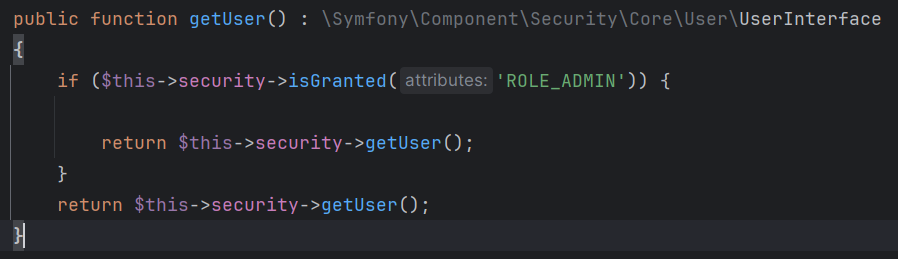 public function getUser() : \Symfony\Component\Security\Core\User\UserInterface
{
if ($this->security->isGranted( attributes: 'ROLE_ADMIN')) {
return $this->security->getUser();
}
return $this->security->getUser();
}